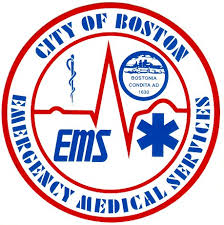 CITY OF BOSTON
BOSTONIA
CONDITA AD
1630
EMS
EMERGENCY MEDICAL SERVICES